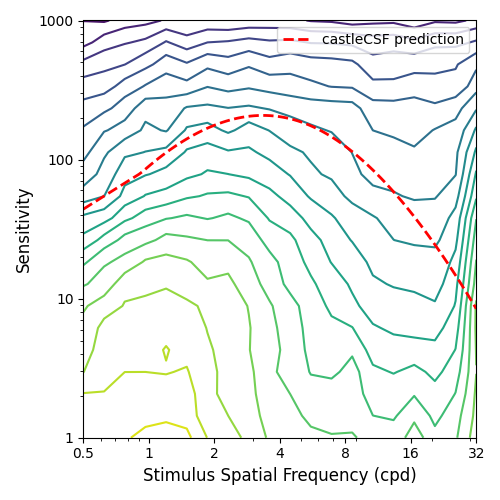 1000
castleCSF prediction
100
Sensitivity
10
1
0.5 1 2 4 8 16 32
Stimulus Spatial Frequency (cpd)